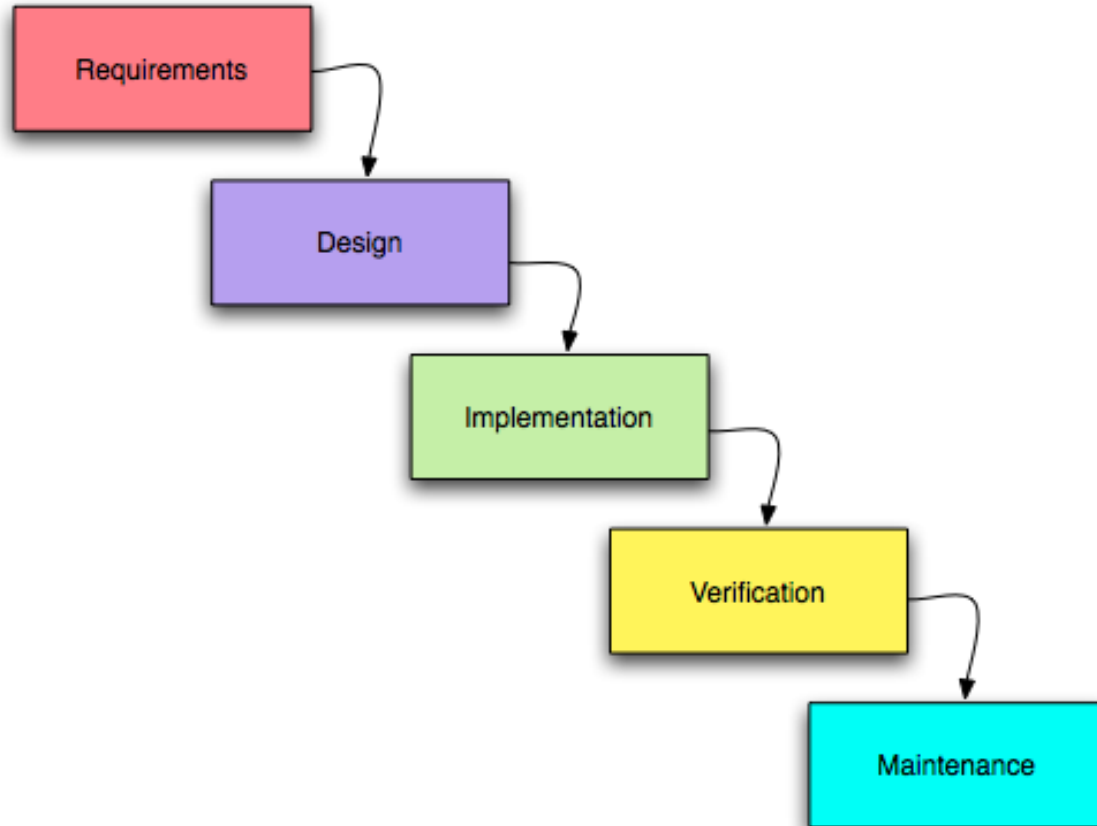 Requirements
Design
Implementation
Verification
Maintenance